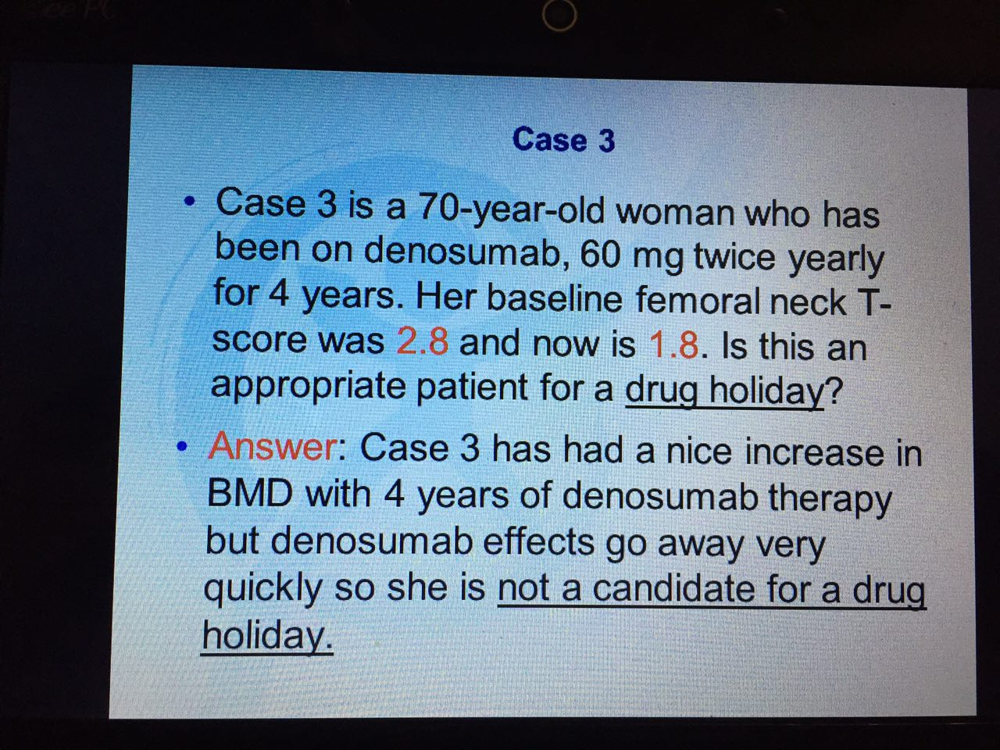 Case 3
• Case 3 is a 70-year-old woman who has
been on denosumab, 60 mg twice yearly
for 4 years. Her baseline femoral neck T-
score was 2.8 and now is 1.8. Is this an
appropriate patient for a drug holiday?
• Answer: Case 3 has had a nice increase in
BMD with 4 years of denosumab therapy
but denosumab effects go away very
quickly so she is not a candidate for a drug
holiday.